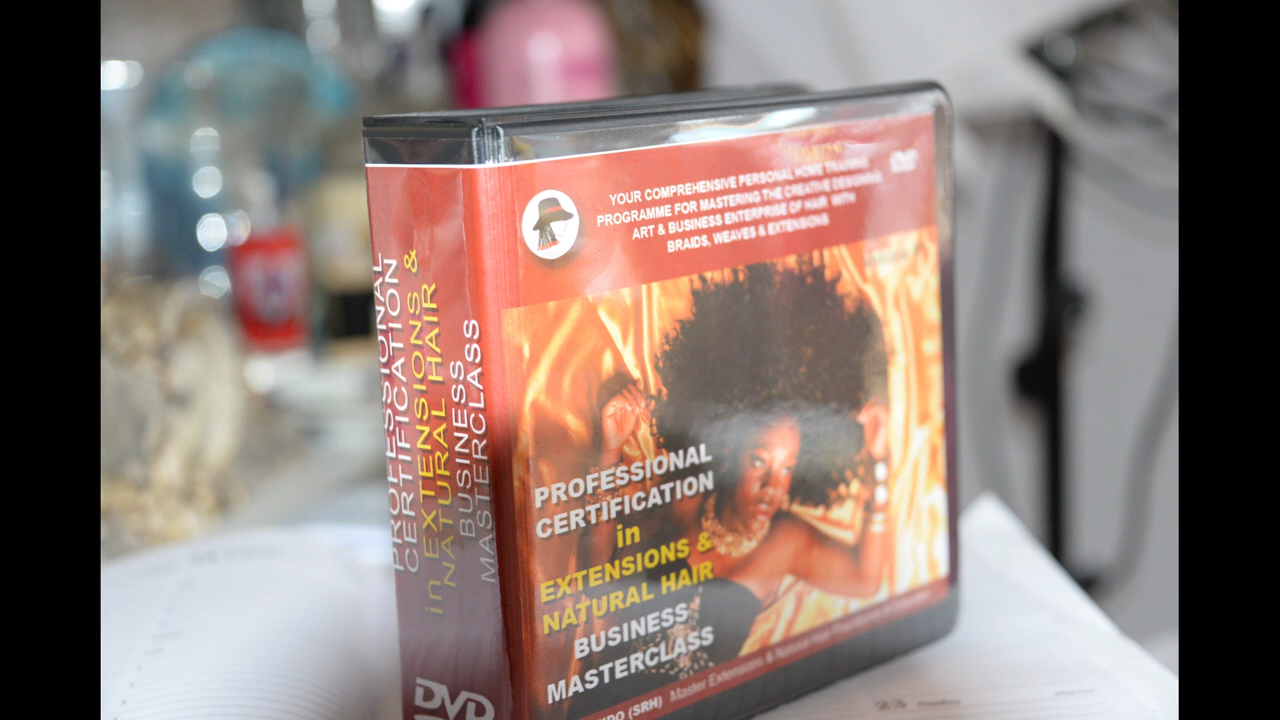 PROFESSIONAL
CERTIFICATION
in EXTENSIONS &
NATURAL HAIR
BUSINESS
MASTERCLASS
DVD
YOUR COMPREHENSIVE PERSONAL HOME TRAINING
PROGRAMME FOR MASTERING THE CREATIVE DESIGNING
ART & BUSINESS ENTERPRISE OF HAIR WITH
BRAIDS, WEAVES & EXTENSIONS
DVD
PROFESSIONAL
CERTIFICATION
in
EXTENSIONS &
NATURAL HAIR
BUSINESS
MASTERCLASS
(SRH) Master Extensions & Natural Hair